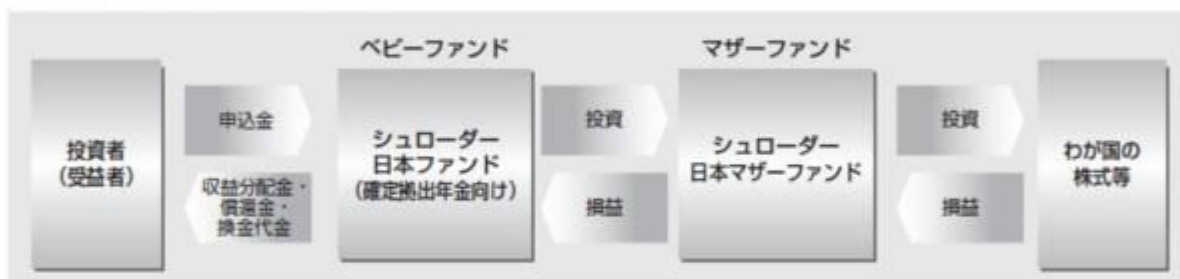 ベビーファンド
マザーファンド
投資者
（受益者）
申込金
収益分配金・
償還金・
換金代金
シュローダー
日本ファンド
（確定拠出年金向け）
投資
損益
シュローダー
日本マザーファンド
投資
損益
わが国の
株式等